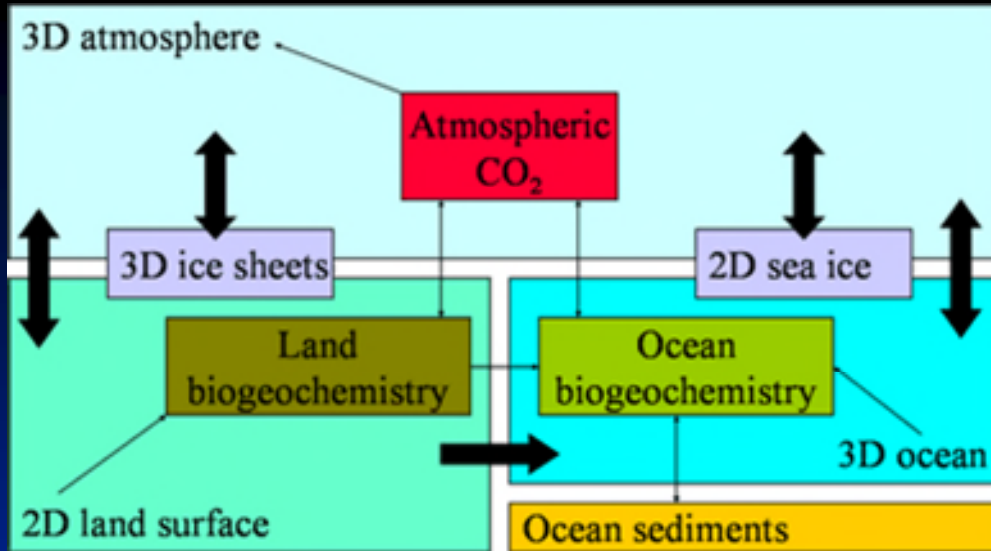 3D atmosphere
Atmospheric
CO₂
3D ice sheets
2D sea ice
Land
biogeochemistry
Ocean
biogeochemistry
3D ocean
2D land surface
Ocean sediments